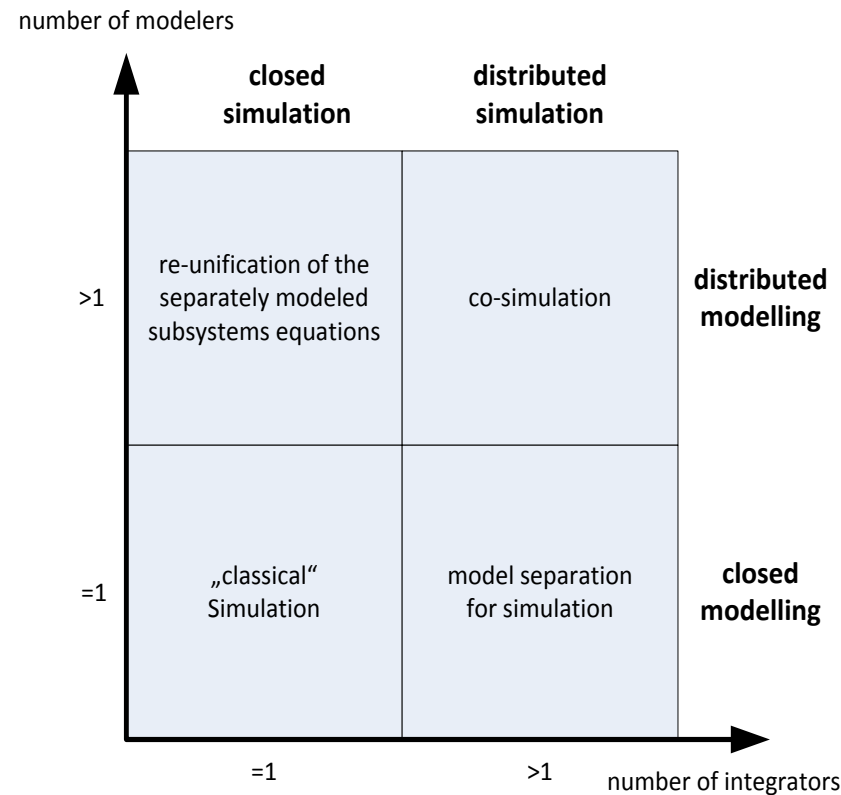 number of modelers
closed
simulation
distributed
simulation
>1
re-unification of the
separately modeled
subsystems equations
co-simulation
distributed
modelling
=1
„classical“
Simulation
model separation
for simulation
closed
modelling
=1
>1
number of integrators